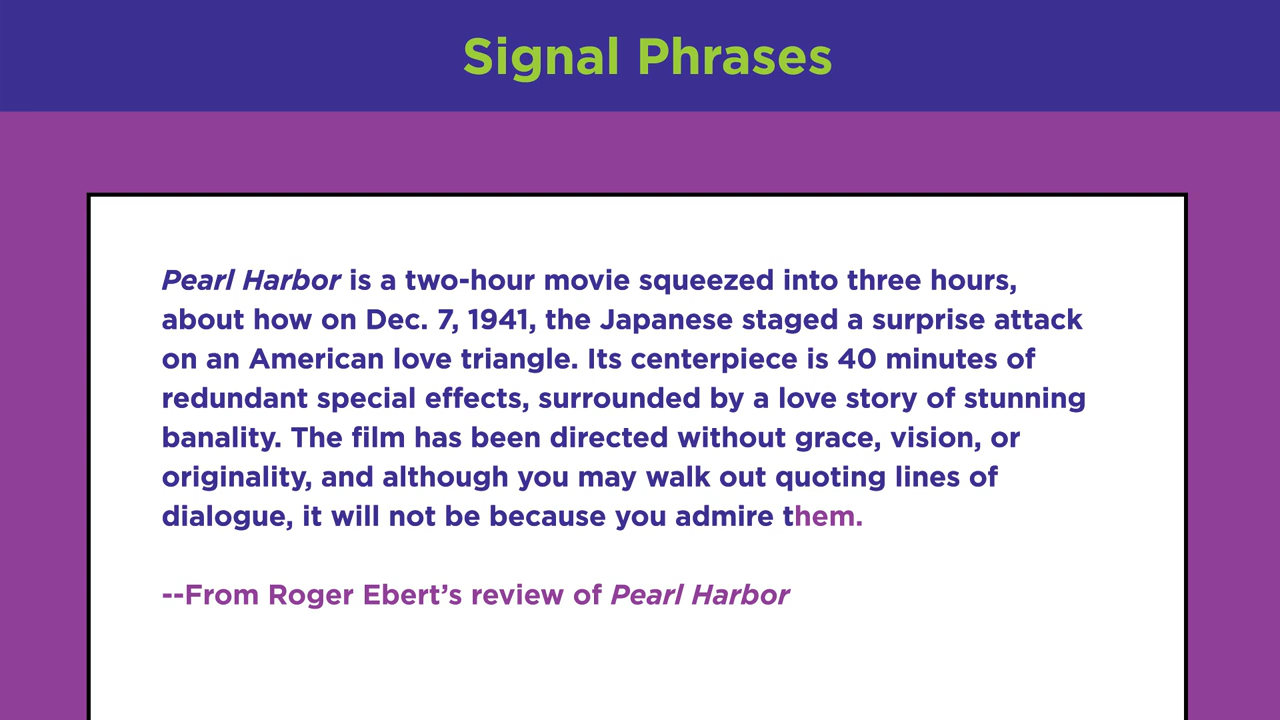 Signal Phrases
Pearl Harbor is a two-hour movie squeezed into three hours,
about how on Dec. 7, 1941, the Japanese staged a surprise attack
on an American love triangle. Its centerpiece is 40 minutes of
redundant special effects, surrounded by a love story of stunning
banality. The film has been directed without grace, vision, or
originality, and although you may walk out quoting lines of
dialogue, it will not be because you admire them.
--From Roger Ebert’s review of Pearl Harbor